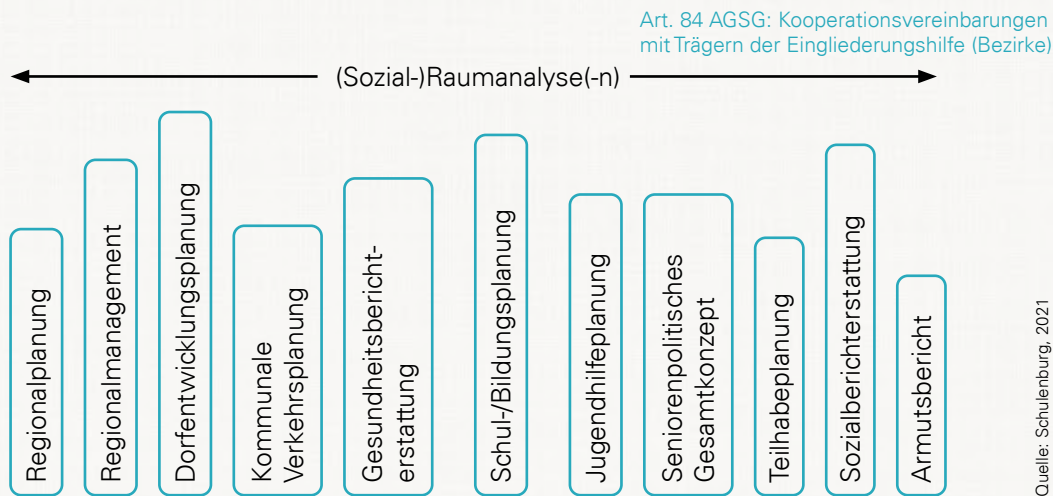 Art. 84 AGSG: Kooperationsvereinbarungen
mit Trägern der Eingliederungshilfe (Bezirke)
(Sozial-)Raumanalyse(-n)
Regionalplanung
Regionalmanagement
Dorfentwicklungsplanung
Kommunale
Verkehrsplanung
Gesundheitsbericht-
erstattung
Schul-/Bildungsplanung
Jugendhilfeplanung
Seniorenpolitisches
Gesamtkonzept
Teilhabeplanung
Sozialberichterstattung
Armutsbericht
Quelle: Schulenburg, 2021